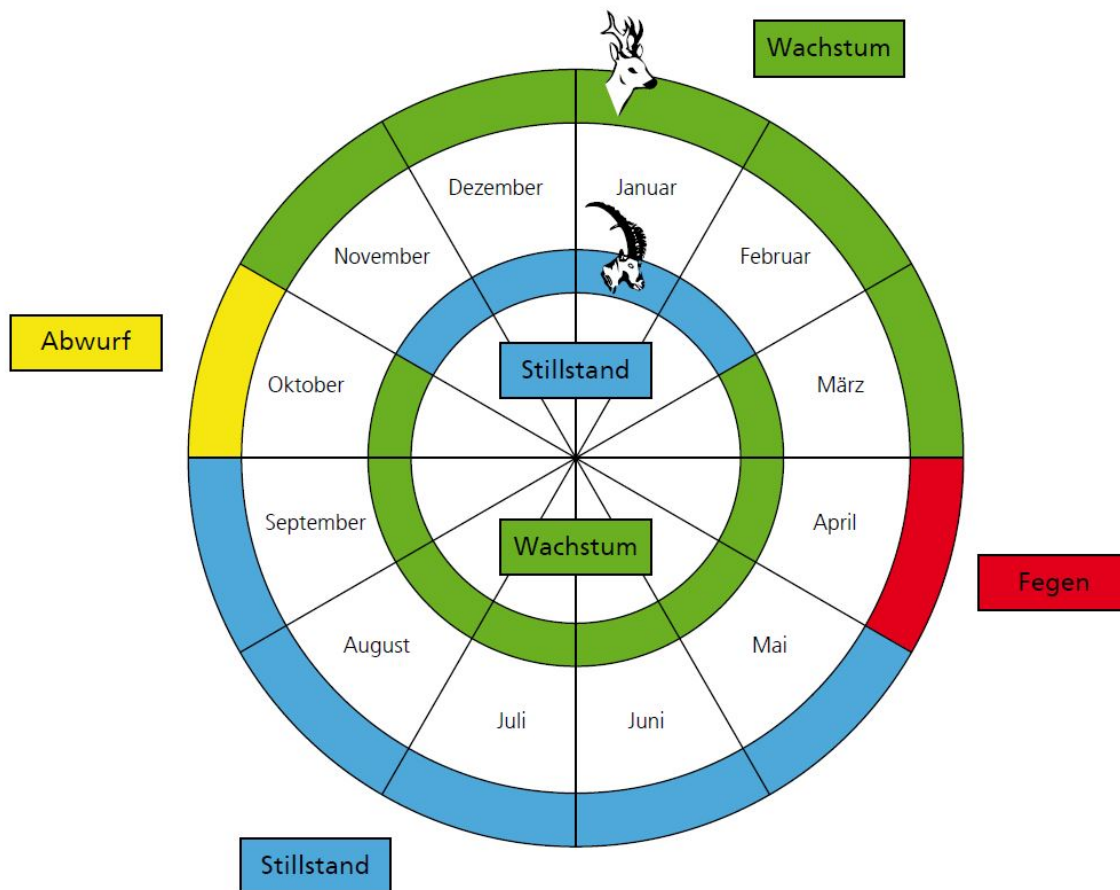 Wachstum
Dezember
Januar
November
Februar
Abwurf
Stillstand
Oktober
März
September
April
Wachstum
Fegen
August
Mai
Juli
Juni
Stillstand